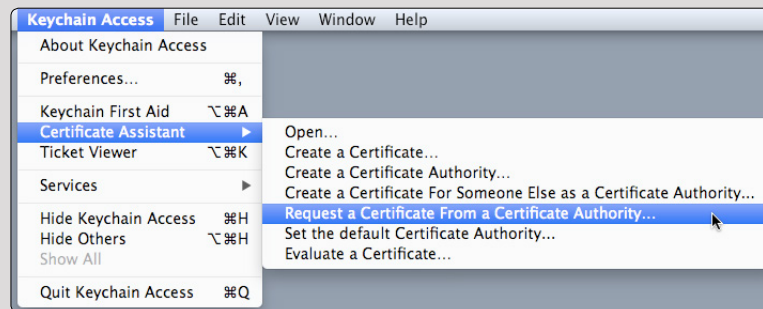 Keychain Access File Edit View Window Help
About Keychain Access
Preferences... ⌘,
Keychain First Aid ⌥⌘A
Certificate Assistant ▶
Ticket Viewer ⌥⌘K
Services ▶
Hide Keychain Access ⌘H
Hide Others ⌥⌘H
Show All
Quit Keychain Access ⌘Q
Open...
Create a Certificate...
Create a Certificate Authority...
Create a Certificate For Someone Else as a Certificate Authority...
Request a Certificate From a Certificate Authority...
Set the default Certificate Authority...
Evaluate a Certificate...